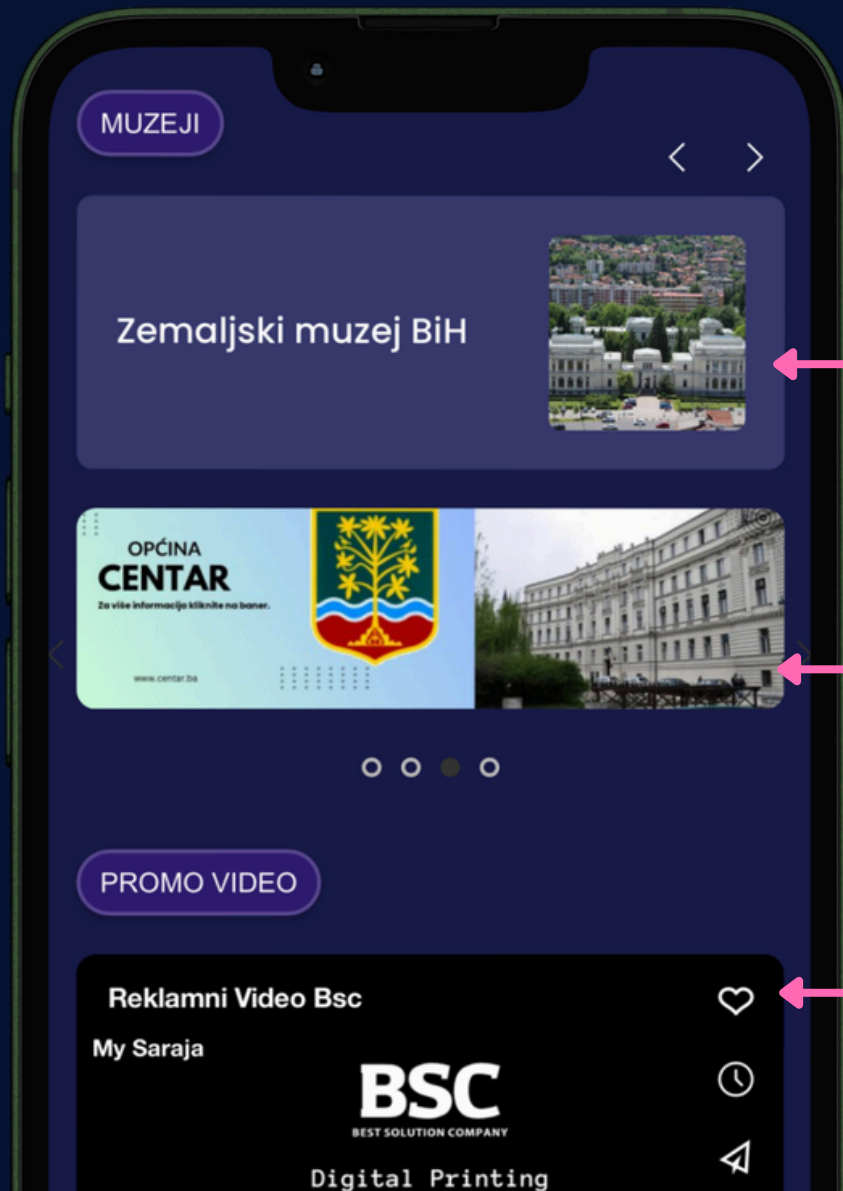 MUZEJI
Zemaljski muzej BiH
OPĆINA
CENTAR
Za više informacija kliknite na baner.
www.centar.ba
PROMO VIDEO
Reklamni Video Bsc
My Saraja
BSC
BEST SOLUTION COMPANY
Digital Printing